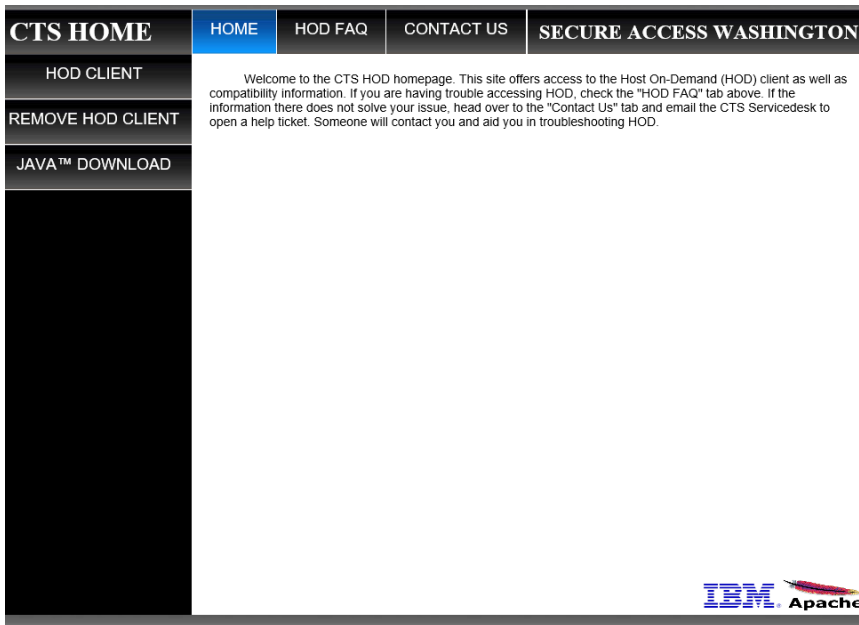 CTS HOME
HOME
HOD FAQ
CONTACT US
SECURE ACCESS WASHINGTON
HOD CLIENT
REMOVE HOD CLIENT
JAVA™ DOWNLOAD
Welcome to the CTS HOD homepage. This site offers access to the Host On-Demand (HOD) client as well as
compatibility information. If you are having trouble accessing HOD, check the "HOD FAQ" tab above. If the
information there does not solve your issue, head over to the "Contact Us" tab and email the CTS Servicedesk to
open a help ticket. Someone will contact you and aid you in troubleshooting HOD.
IBM.
Apache